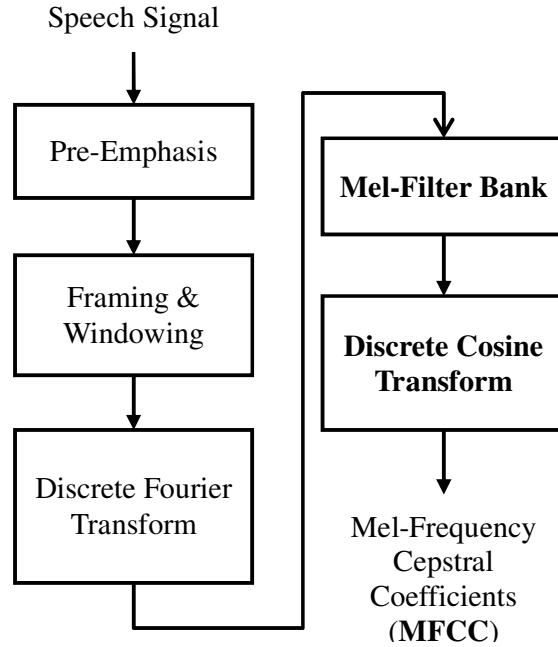 Speech Signal
Pre-Emphasis
Framing &
Windowing
Discrete Fourier
Transform
Mel-Filter Bank
Discrete Cosine
Transform
Mel-Frequency
Cepstral
Coefficients
(MFCC)